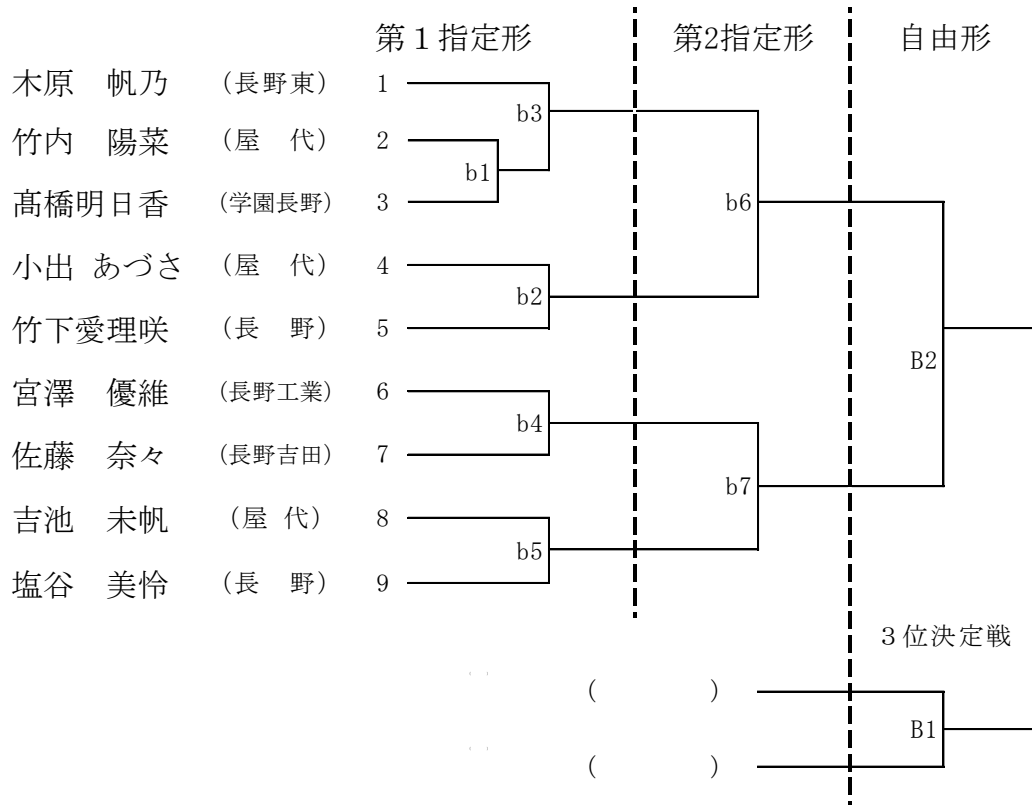 第１指定形 第2指定形 自由形
木原 帆乃 （長野東） 1
b3
竹内 陽菜 （屋 代） 2
b1
髙橋明日香 （学園長野） 3
b6
小出 あづさ （屋 代） 4
b2
竹下愛理咲 （長 野） 5
B2
宮澤 優維 （長野工業） 6
b4
佐藤 奈々 （長野吉田） 7
b7
吉池 未帆 （屋 代） 8
b5
塩谷 美怜 （長 野） 9
３位決定戦
（ ）
B1
（ ）